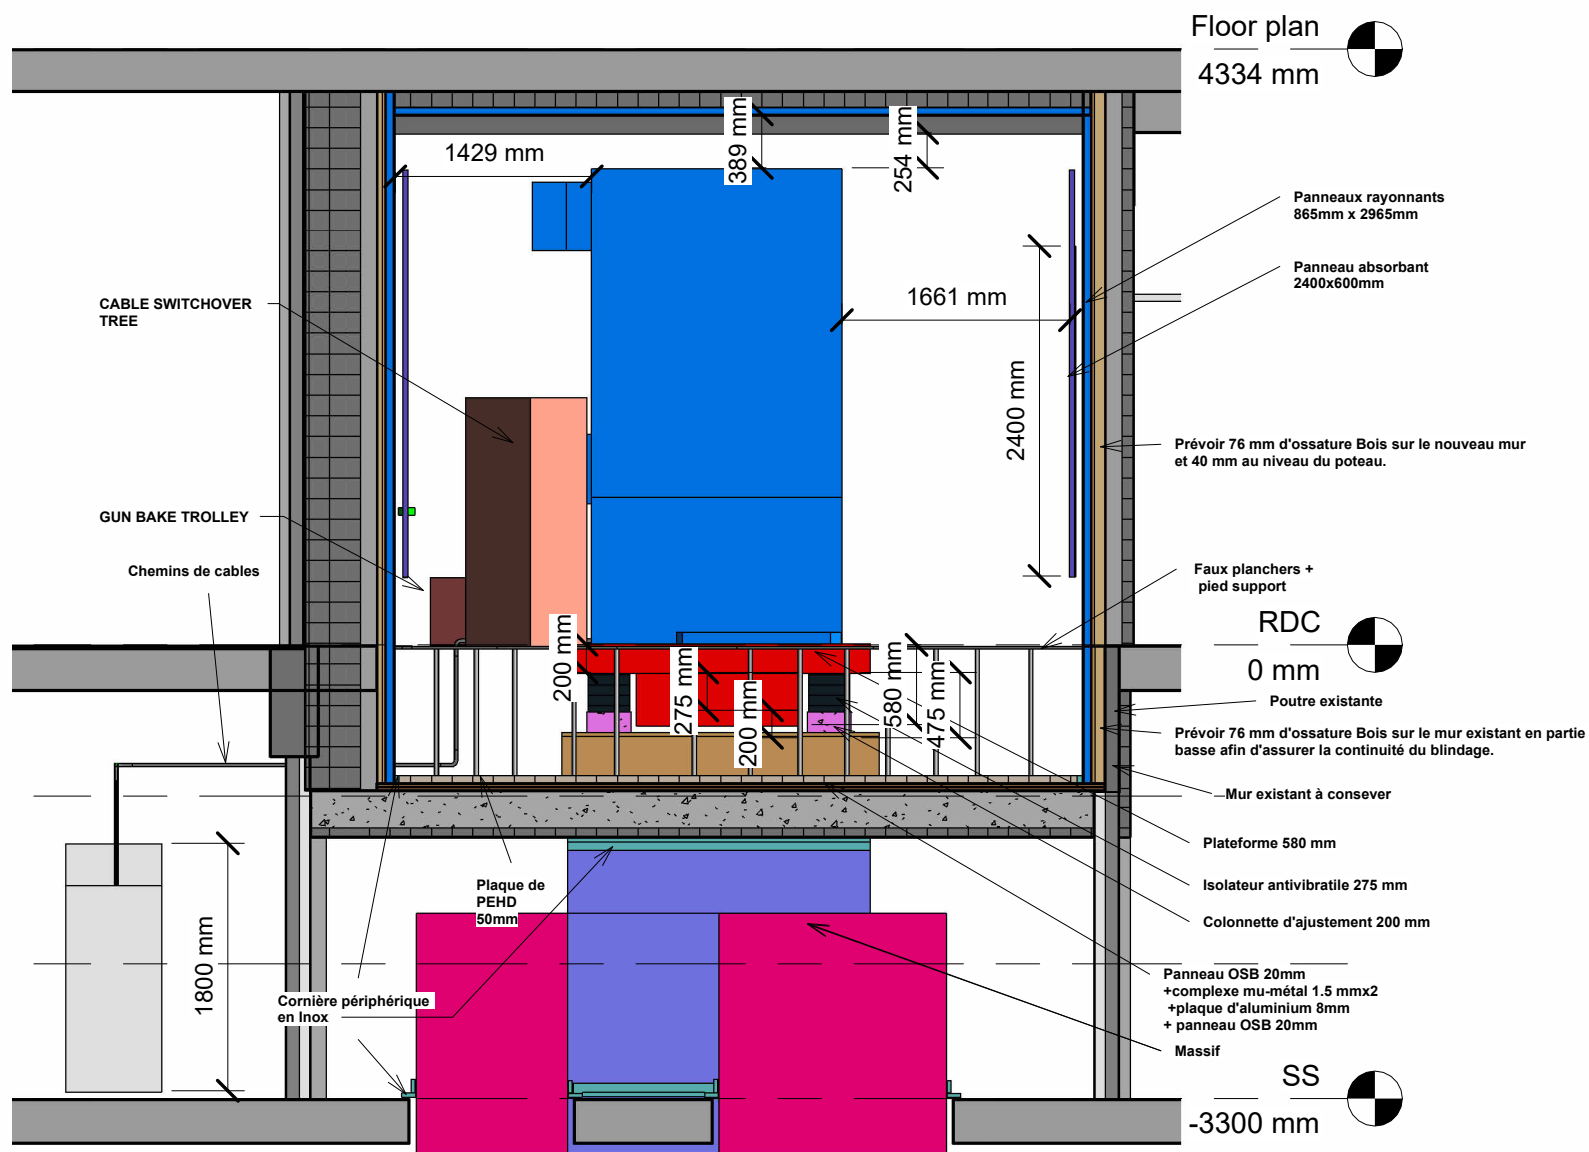 Floor plan
4334 mm
1429 mm
389 mm
254 mm
Panneaux rayonnants
865mm x 2965mm
Panneau absorbant
2400x600mm
1661 mm
CABLE SWITCHOVER
TREE
2400 mm
Prévoir 76 mm d'ossature Bois sur le nouveau mur
et 40 mm au niveau du poteau.
GUN BAKE TROLLEY
Chemins de cables
Faux planchers +
pied support
RDC
0 mm
200 mm
275 mm
200 mm
580 mm
475 mm
Poutre existante
Prévoir 76 mm d'ossature Bois sur le mur existant en partie
basse afin d'assurer la continuité du blindage.
Mur existant à consever
Plateforme 580 mm
Isolateur antivibratile 275 mm
Colonnette d'ajustement 200 mm
Plaque de
PEHD
50mm
1800 mm
Cornière périphérique
en Inox
Panneau OSB 20mm
+complexe mu-métal 1.5 mmx2
+plaque d'aluminium 8mm
+ panneau OSB 20mm
Massif
SS
-3300 mm